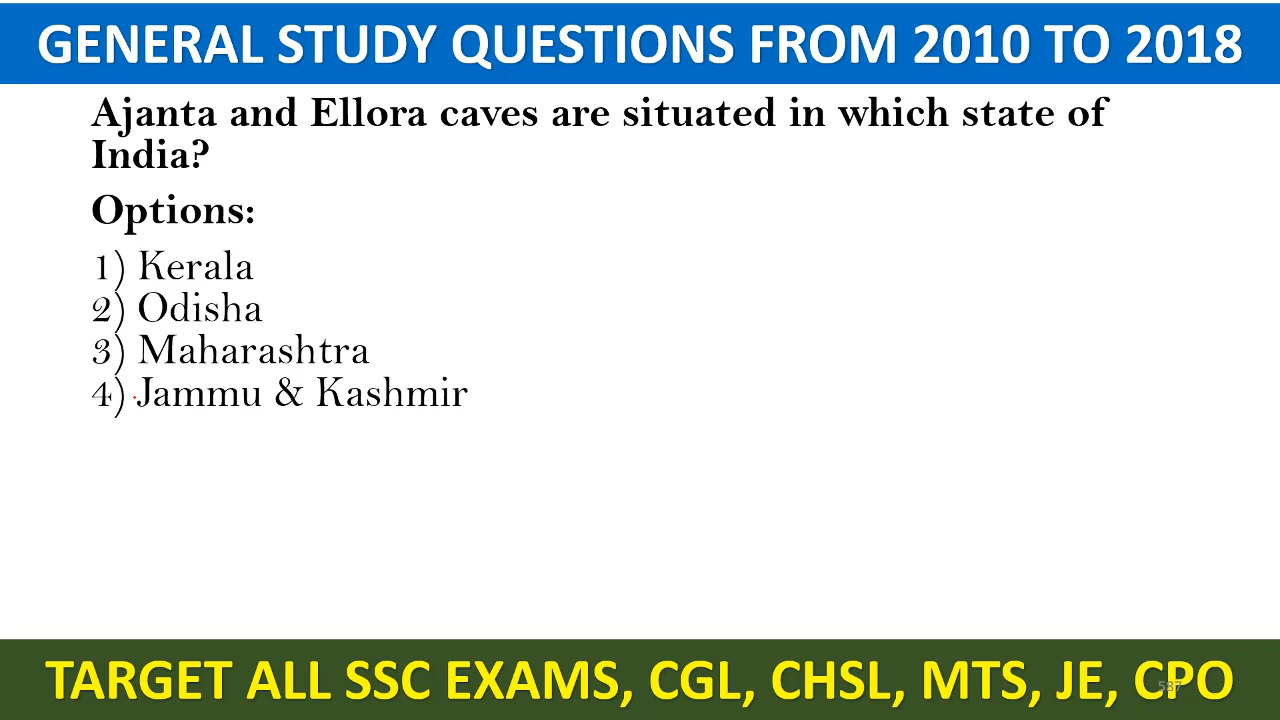 GENERAL STUDY QUESTIONS FROM 2010 TO 2018
Ajanta and Ellora caves are situated in which state of
India?
Options:
1) Kerala
2) Odisha
3) Maharashtra
4) Jammu & Kashmir
TARGET ALL SSC EXAMS, CGL, CHSL, MTS, JE, CPO
537